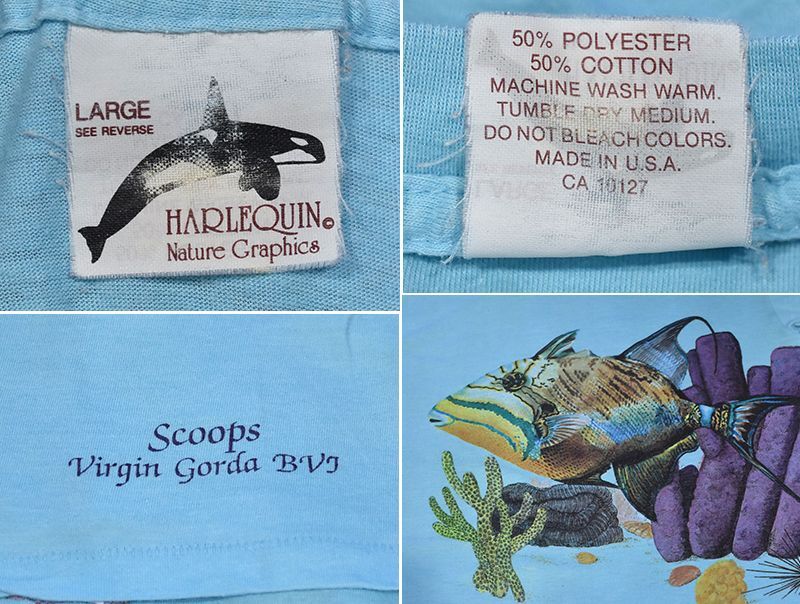 LARGE
SEE REVERSE
HARLEQUIN©
Nature Graphics
50% POLYESTER
50% COTTON
MACHINE WASH WARM.
TUMBLE DRY MEDIUM.
DO NOT BLEACH COLORS.
MADE IN U.S.A.
CA 10127
Scoops
Virgin Gorda BVI